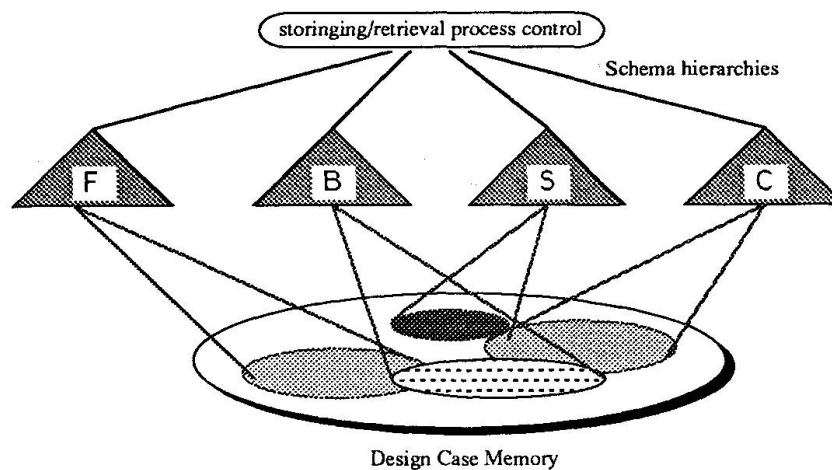 storinging/retrieval process control
Schema hierarchies
F B S C
Design Case Memory